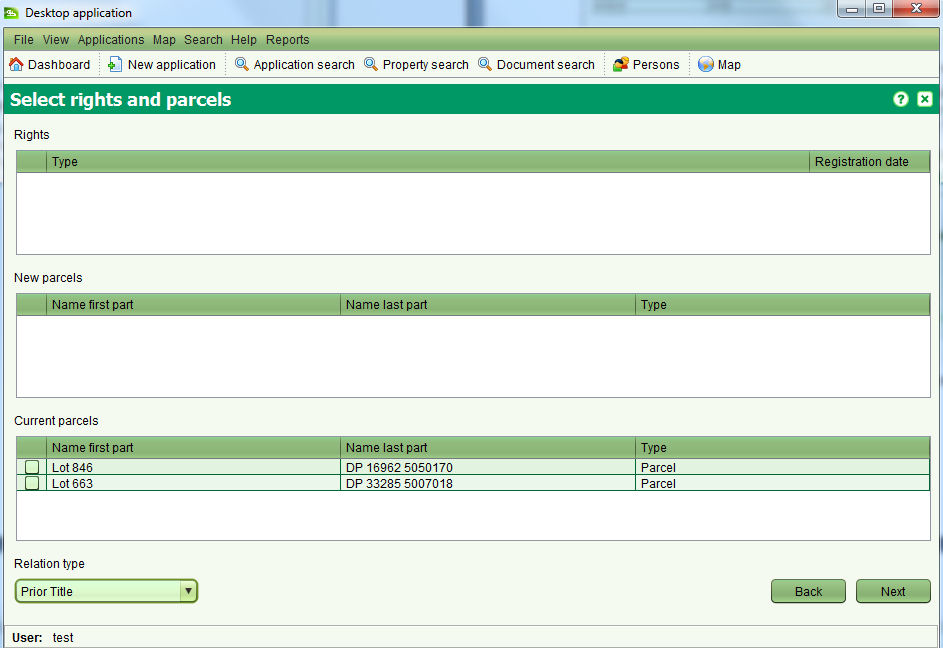 Desktop application
File View Applications Map Search Help Reports
Dashboard New application Application search Property search Document search Persons Map
Select rights and parcels
Rights
Type Registration date
New parcels
Name first part Name last part Type
Current parcels
Name first part Name last part Type
Lot 846 DP 16962 5050170 Parcel
Lot 663 DP 33285 5007018 Parcel
Relation type
Prior Title Back Next
User: test